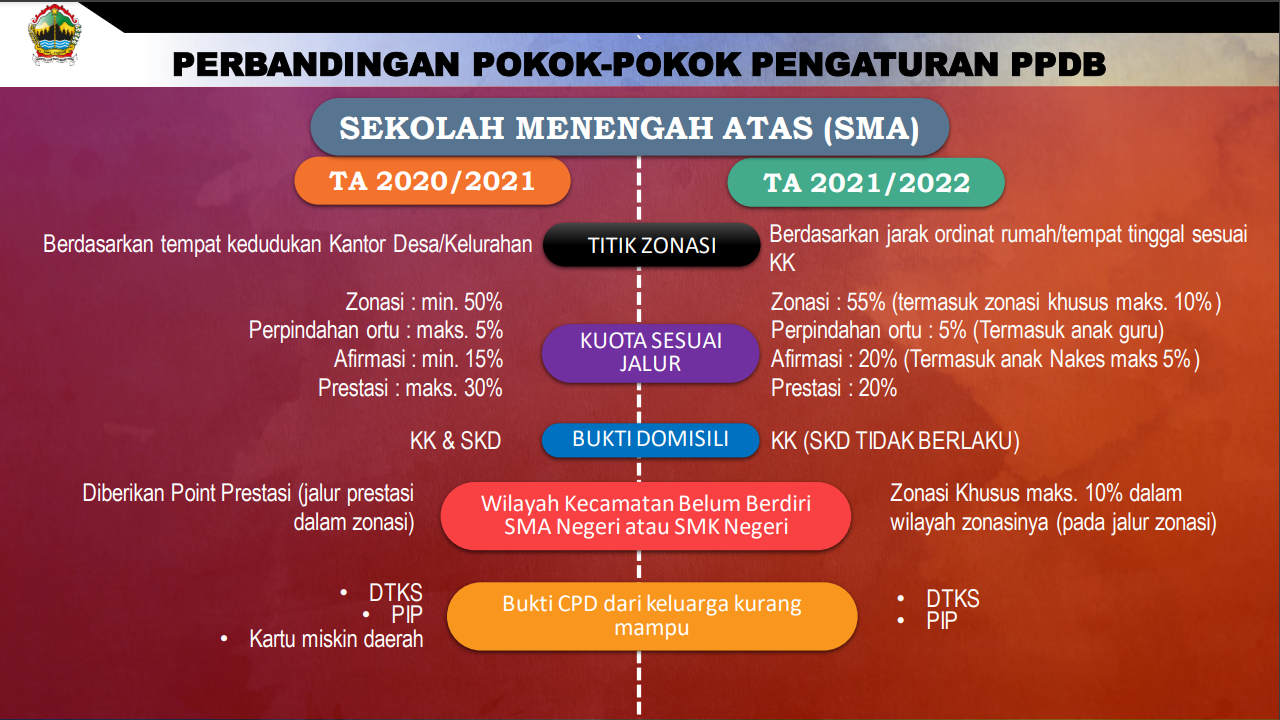 PERBANDINGAN POKOK-POKOK PENGATURAN PPDB
SEKOLAH MENENGAH ATAS (SMA)
TA 2020/2021
TA 2021/2022
Berdasarkan tempat kedudukan Kantor Desa/Kelurahan
TITIK ZONASI
Berdasarkan jarak ordinat rumah/tempat tinggal sesuai
KK
Zonasi : min. 50%
Perpindahan ortu : maks. 5%
Afirmasi : min. 15%
Prestasi : maks. 30%
KUOTA SESUAI
JALUR
Zonasi : 55% (termasuk zonasi khusus maks. 10%)
Perpindahan ortu : 5% (Termasuk anak guru)
Afirmasi : 20% (Termasuk anak Nakes maks 5%)
Prestasi : 20%
KK & SKD
BUKTI DOMISILI
KK (SKD TIDAK BERLAKU)
Diberikan Point Prestasi (jalur prestasi
dalam zonasi)
Wilayah Kecamatan Belum Berdiri
SMA Negeri atau SMK Negeri
Zonasi Khusus maks. 10% dalam
wilayah zonasinya (pada jalur zonasi)
• DTKS
• PIP
• Kartu miskin daerah
Bukti CPD dari keluarga kurang
mampu
• DTKS
• PIP